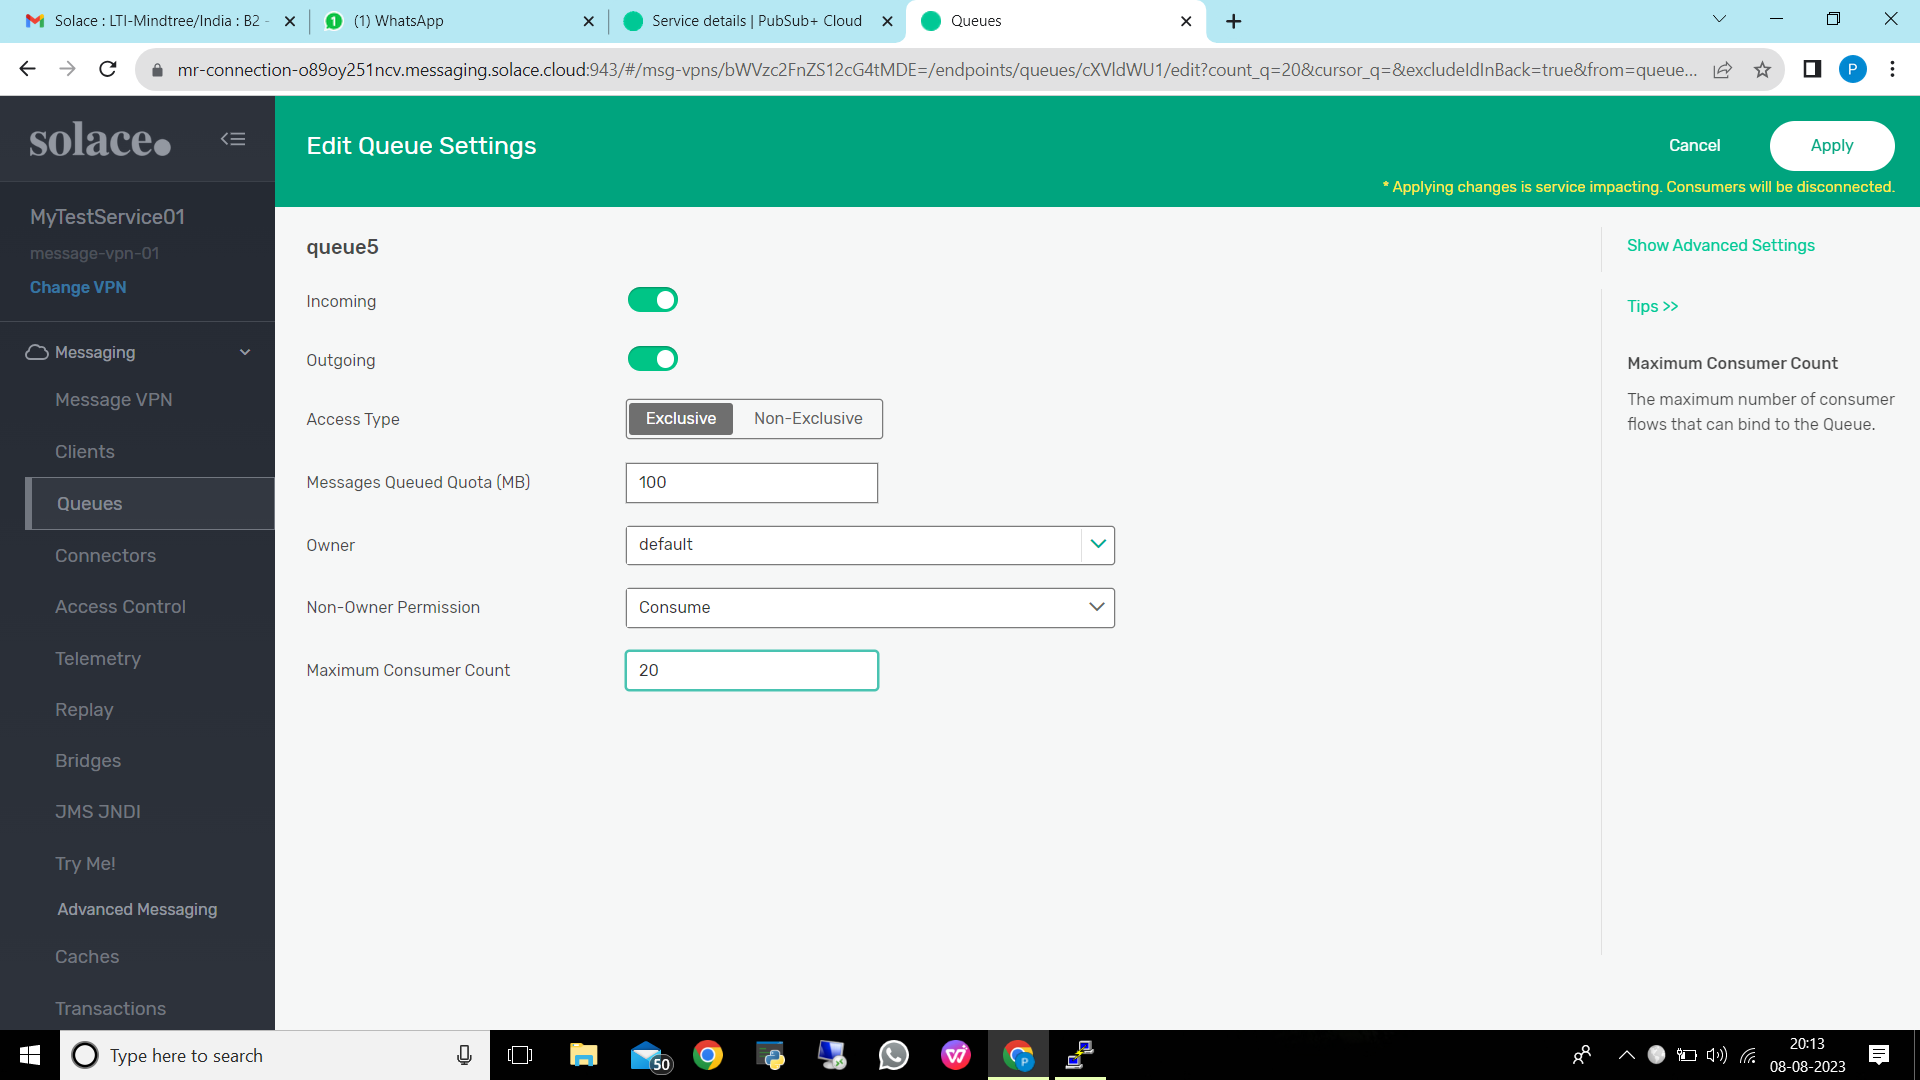 Solace : LTI-Mindtree/India : B2 -
(1) WhatsApp
Service details | PubSub+ Cloud
Queues
mr-connection-o89oy251ncv.messaging.solace.cloud:943/#/msg-vpns/bWVzc2FnZS12cG4tMDE=/endpoints/queues/cXVldWU1/edit?count_q=20&cursor_q=&excludeIdInBack=true&from=queue...
P
solace
Edit Queue Settings
Cancel
Apply
* Applying changes is service impacting. Consumers will be disconnected.
MyTestService01
message-vpn-01
Change VPN
Messaging
Message VPN
Clients
Queues
Connectors
Access Control
Telemetry
Replay
Bridges
JMS JNDI
Try Me!
Advanced Messaging
Caches
Transactions
queue5
Incoming
Outgoing
Access Type
Exclusive
Non-Exclusive
Messages Queued Quota (MB)
100
Owner
default
Non-Owner Permission
Consume
Maximum Consumer Count
20
Show Advanced Settings
Tips >>
Maximum Consumer Count
The maximum number of consumer
flows that can bind to the Queue.
Type here to search
50
P
20:13
08-08-2023